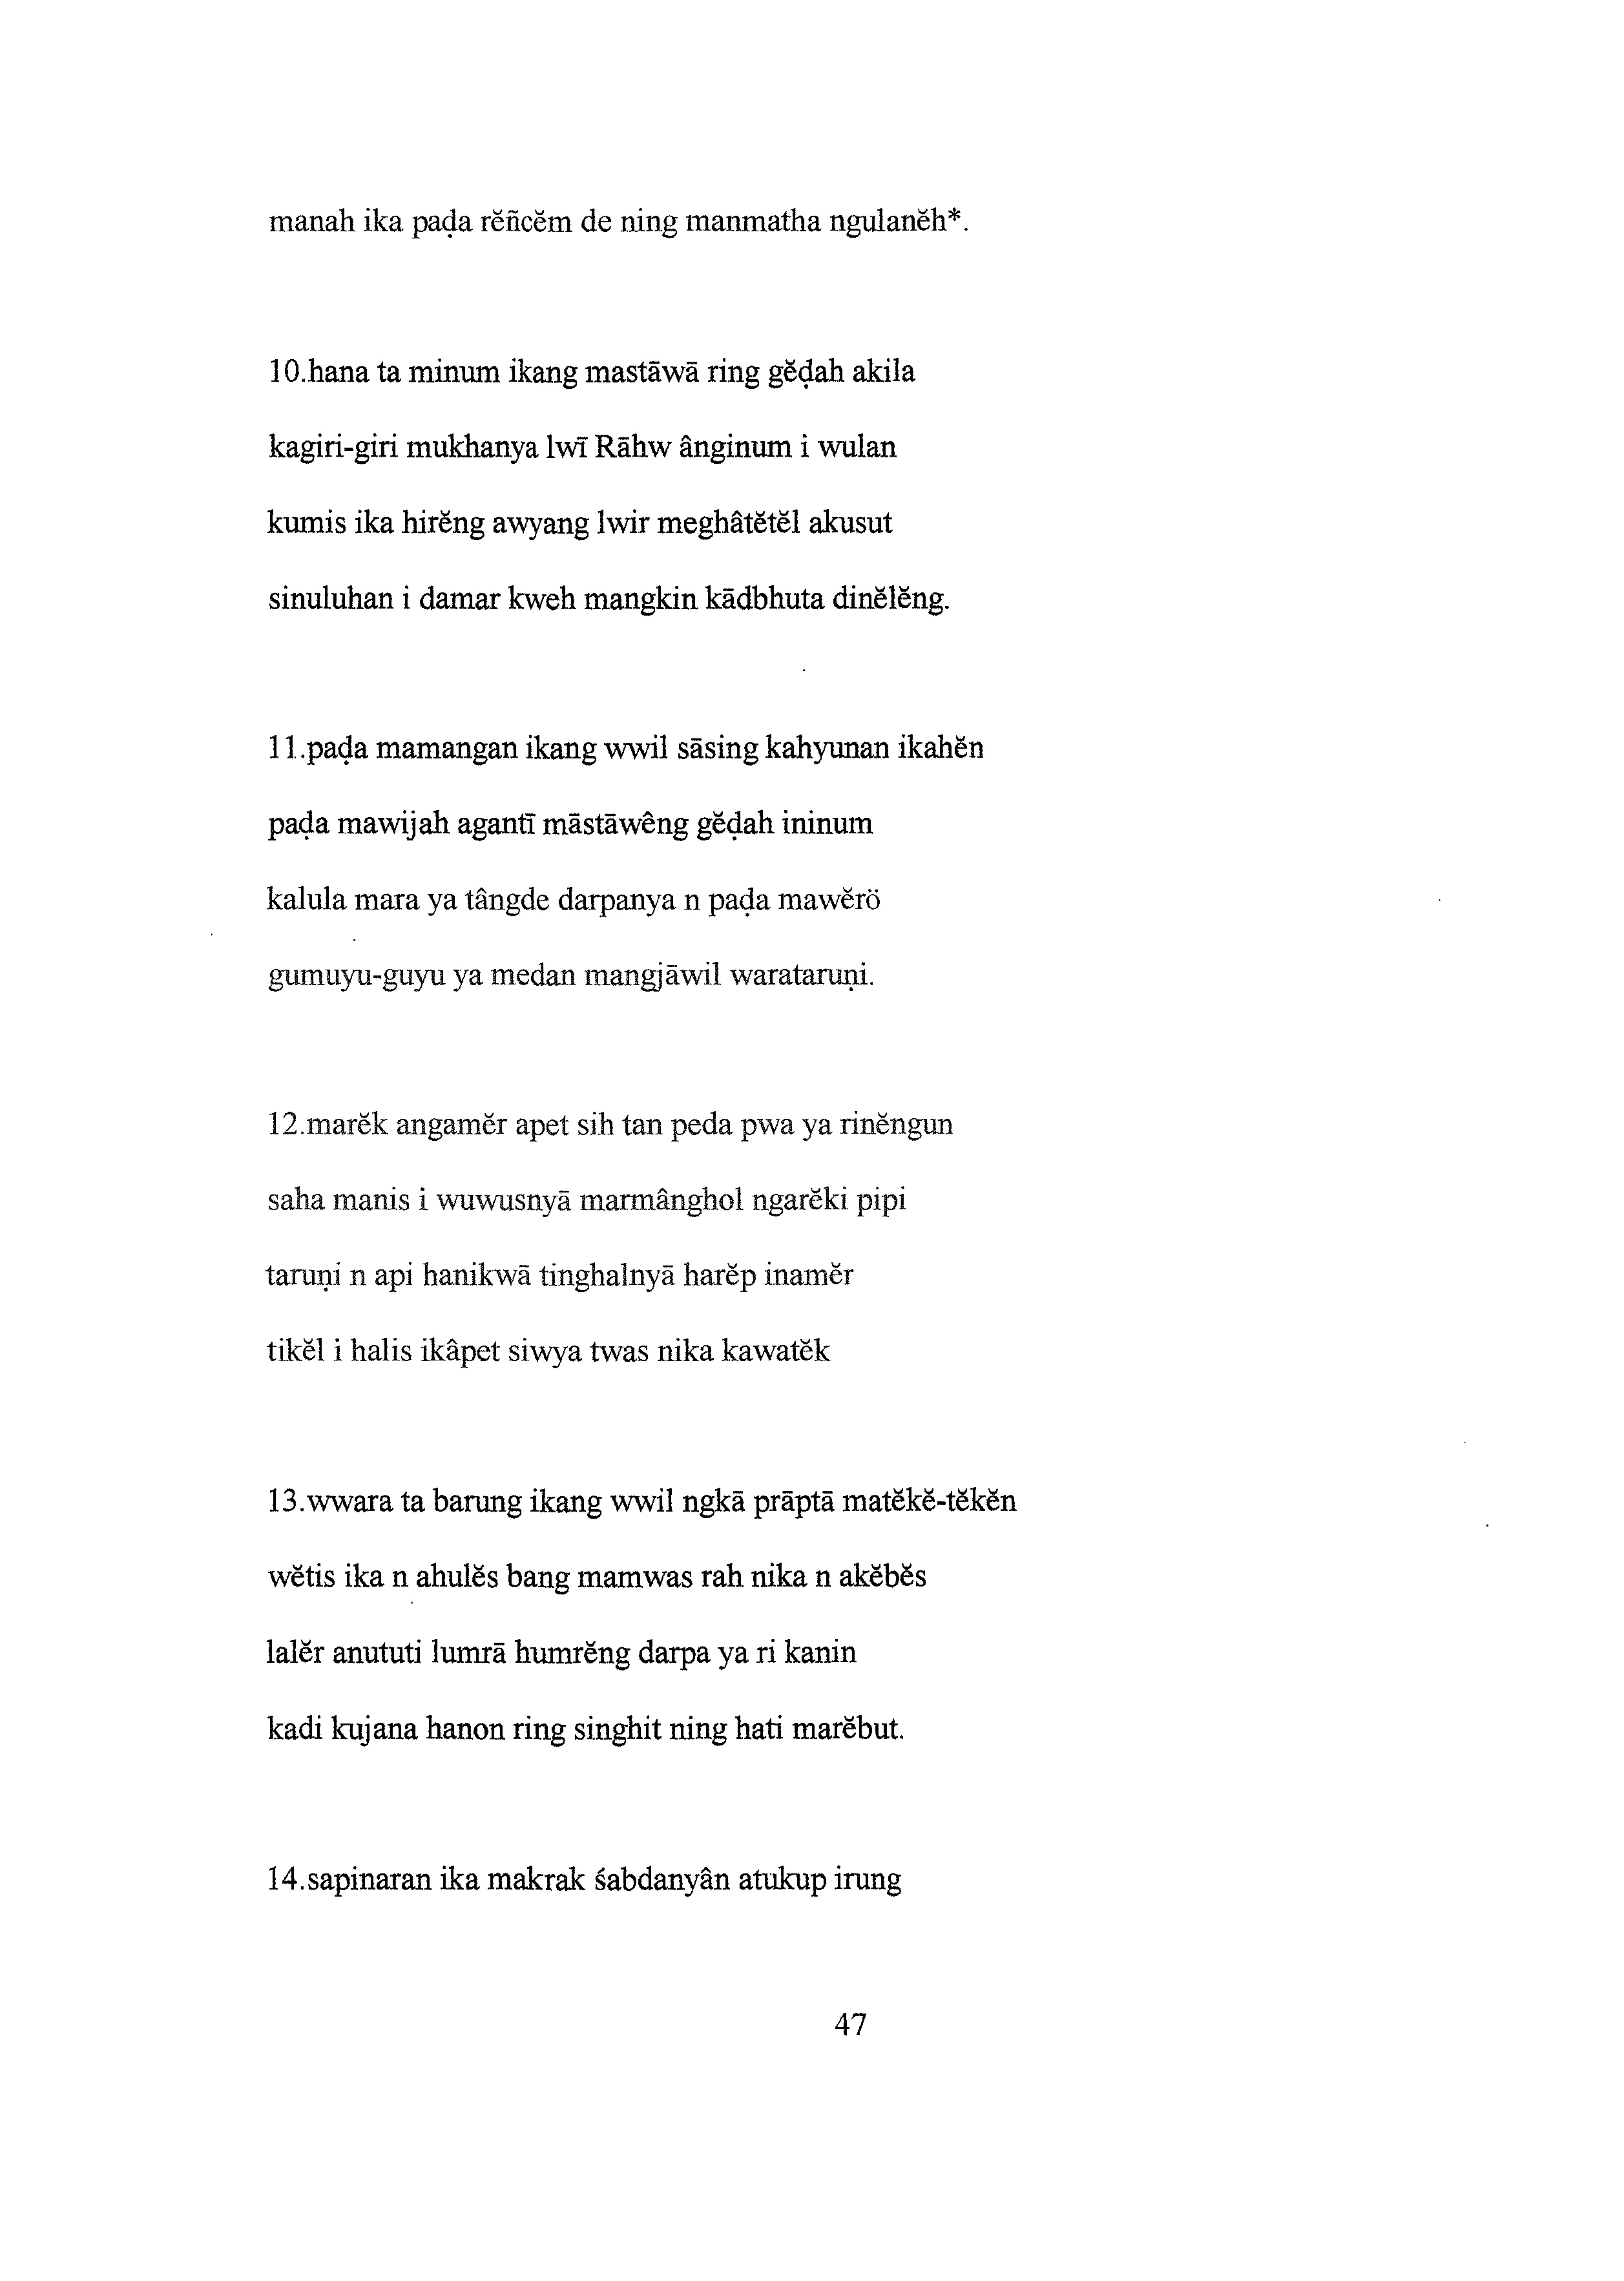 manah ika paḍa rĕñcĕm de ning manmatha ngulanĕh*.
10.hana ta minum ikang mastāwā ring gĕḍah akila
kagiri-giri mukhanya lwī Rāhw ânginum i wulan
kumis ika hirĕng awyang lwir meghâtĕtĕl akusut
sinuluhan i damar kweh mangkin kādbhuta dinĕlĕng.
11.paḍa mamangan ikang wwil sāsing kahyunan ikahĕn
paḍa mawijah agantī māstāwêng gĕḍah ininum
kalula mara ya tângde darpanya n paḍa mawĕrö
gumuyu-guyu ya medan mangjāwil warataruṇi.
12.marĕk angamĕr apet sih tan peda pwa ya rinĕngun
saha manis i wuwusnyā marmânghol ngarĕki pipi
taruṇi n api hanikwā tinghalnyā harĕp inamĕr
tikĕl i halis ikâpet siwya twas nika kawatĕk
13.wwara ta barung ikang wwil ngkā prāptā matĕkĕ-tĕkĕn
wĕtis ika n ahulĕs bang mamwas rah nika n akĕbĕs
lalĕr anututi lumrā humrĕng darpa ya ri kanin
kadi kujana hanon ring singhit ning hati marĕbut.
14.sapinaran ika makrak śabdanyân atukup irung
47